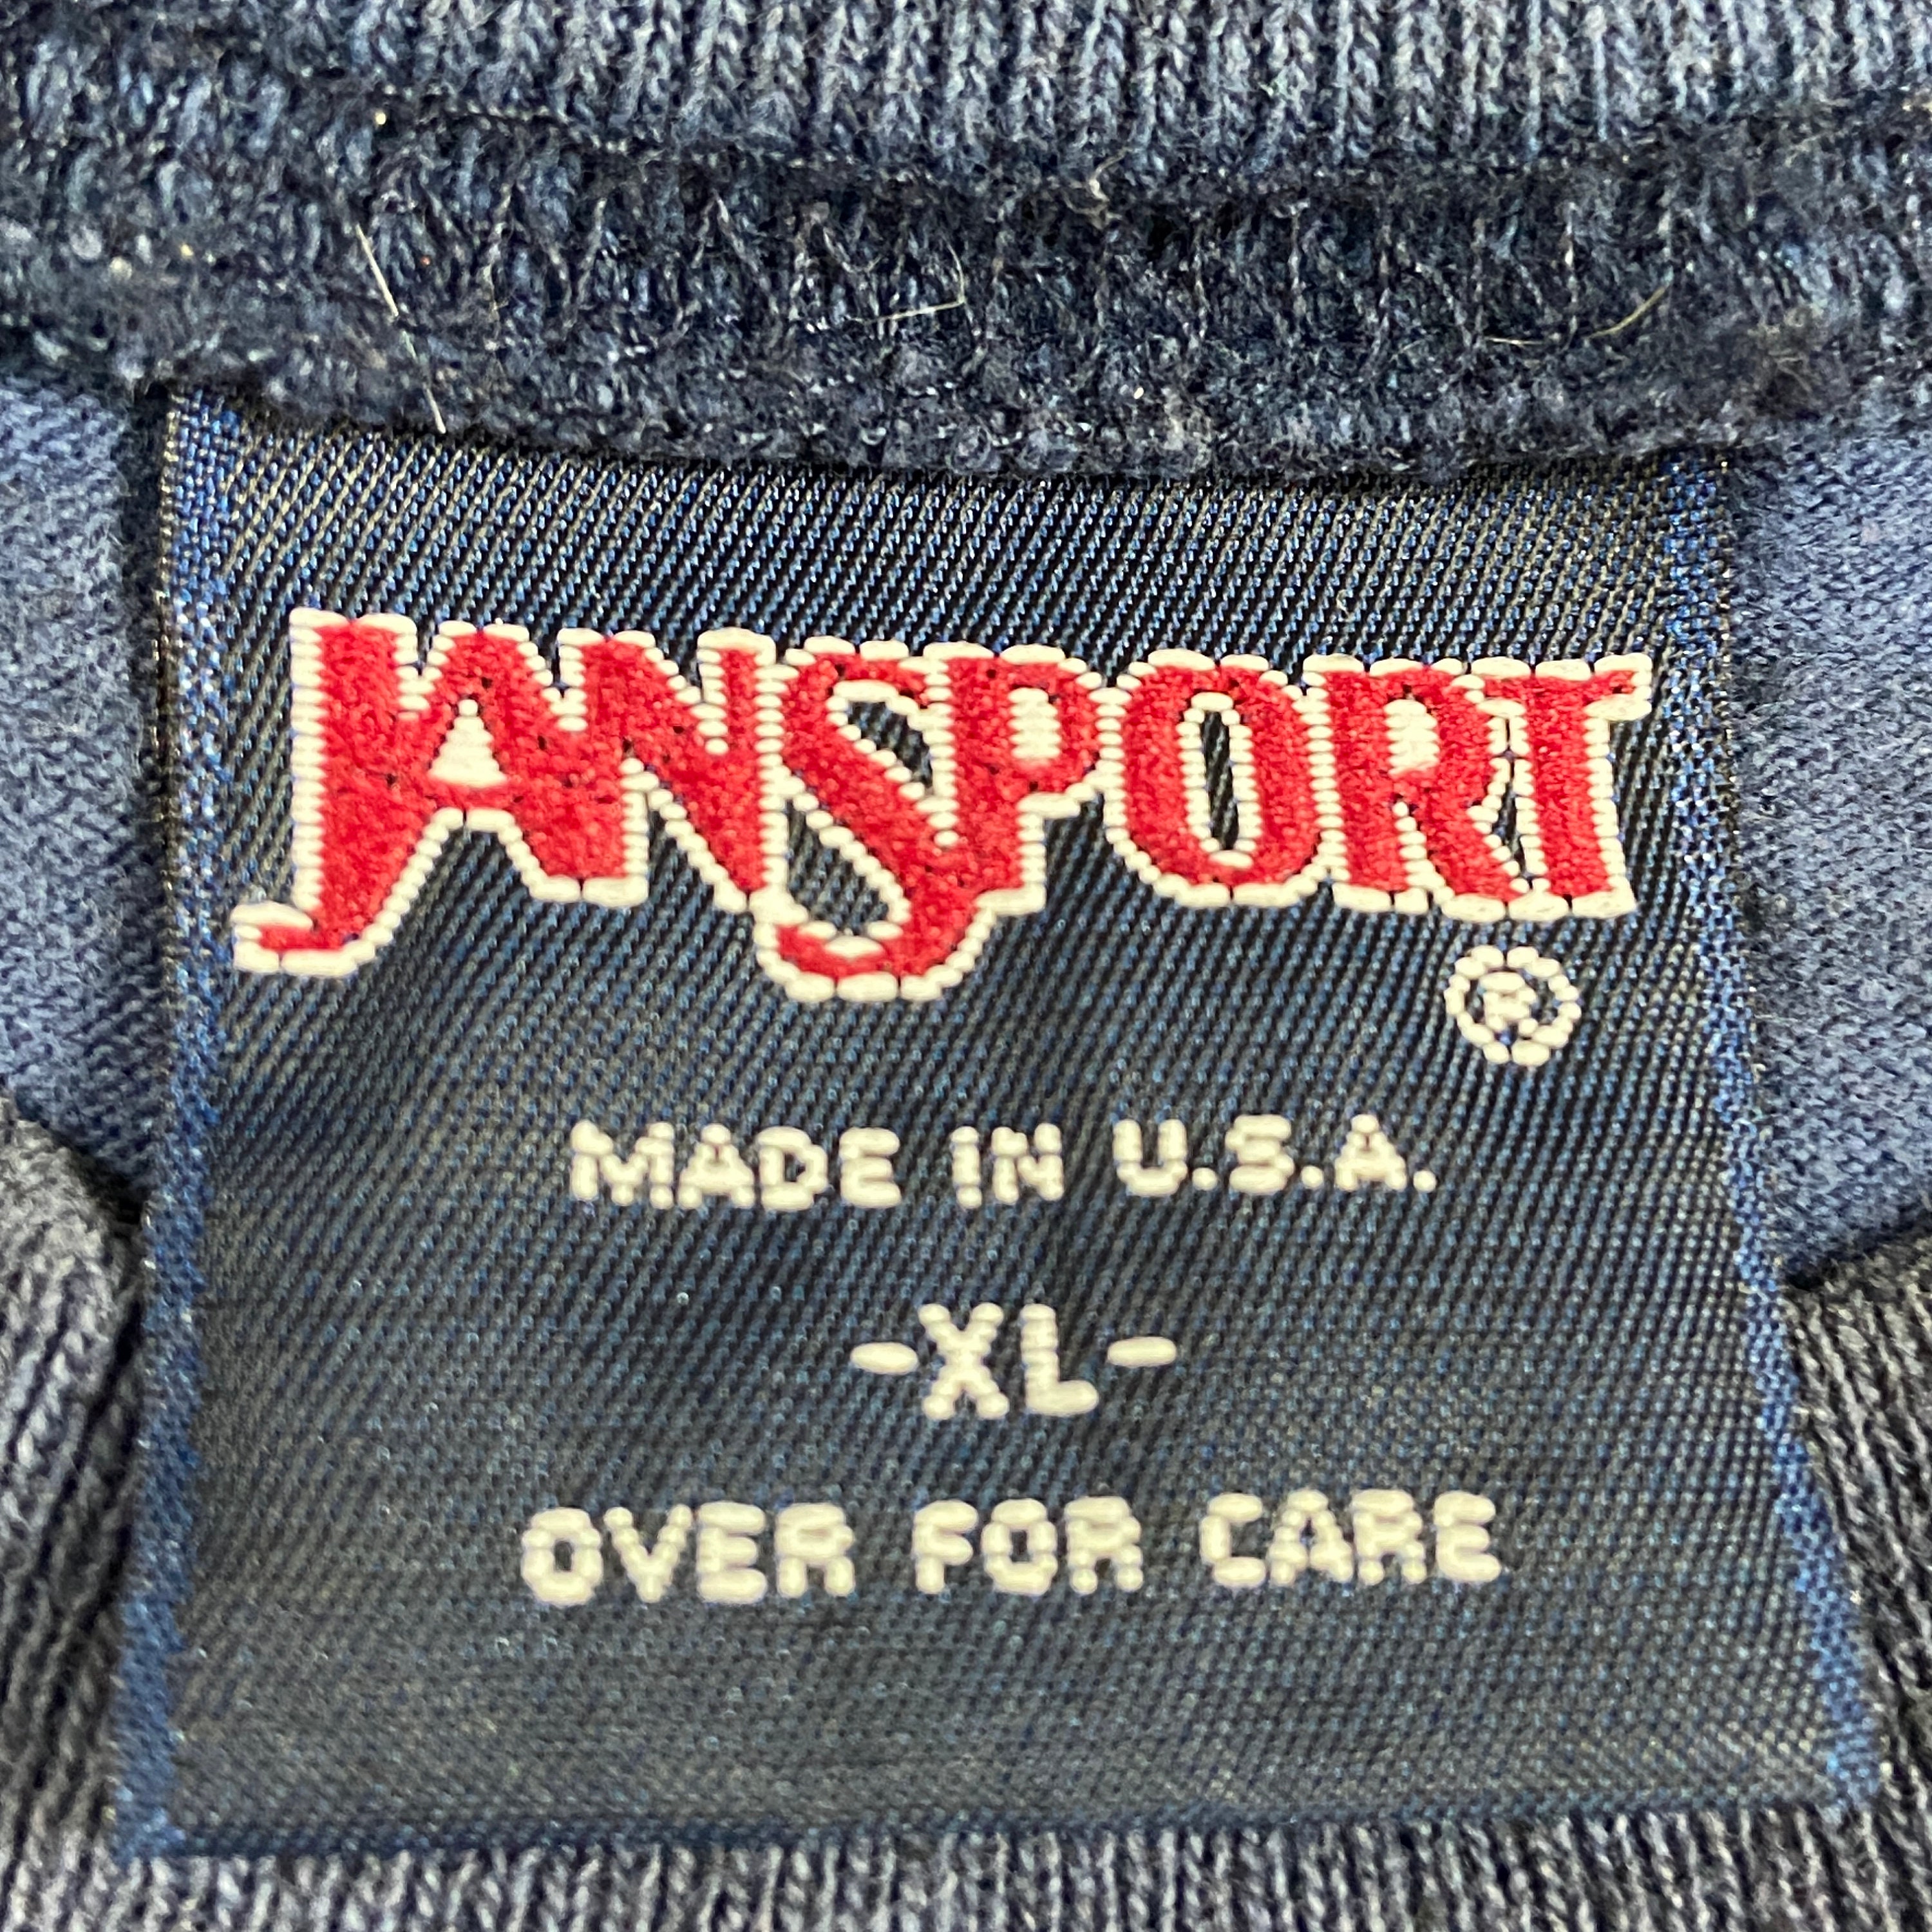 JANSPORT
®
MADE IN U.S.A.
-XL-
OVER FOR CARE